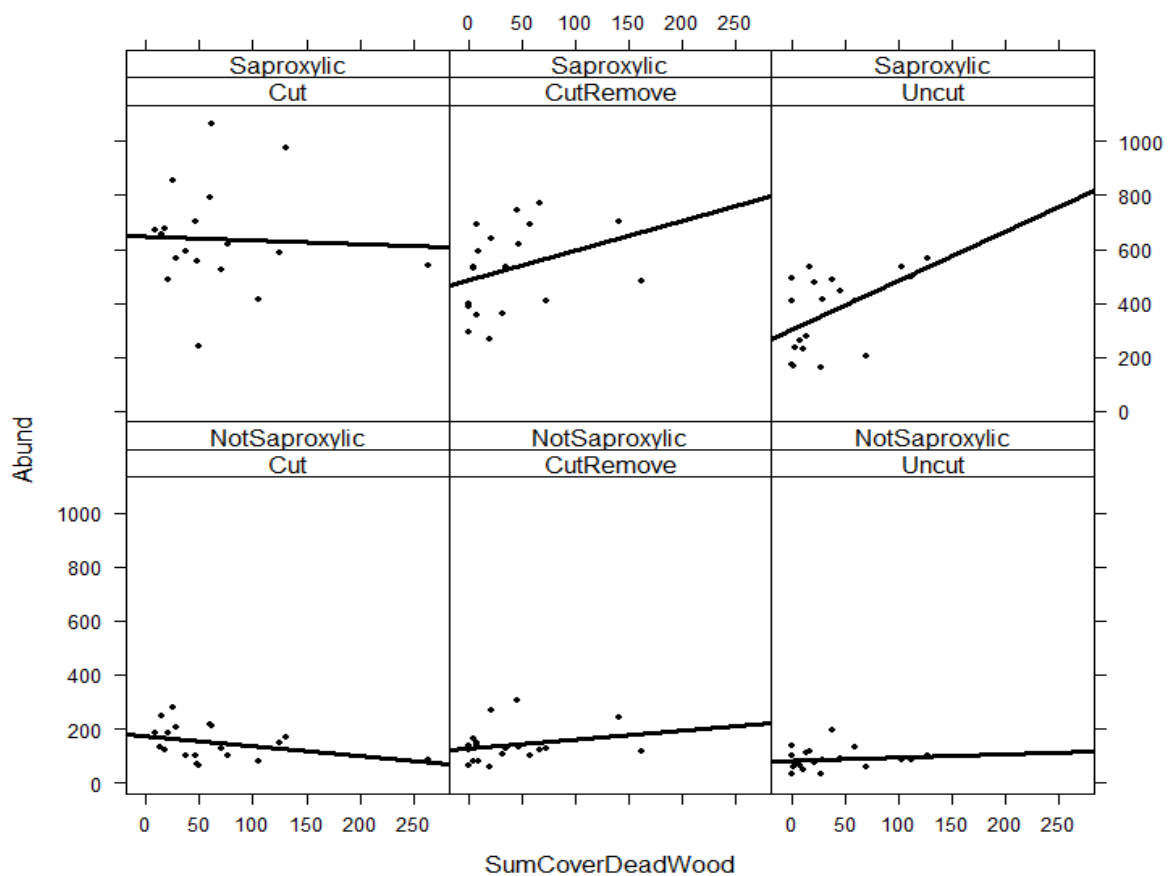 0 50 100 150 200 250
Saproxylic Saproxylic Saproxylic
Cut CutRemove Uncut
1000
800
600
400
200
0
NotSaproxylic NotSaproxylic NotSaproxylic
Cut CutRemove Uncut
Abund
1000
800
600
400
200
0
0 50 100 150 200 250 0 50 100 150 200 250
SumCoverDeadWood